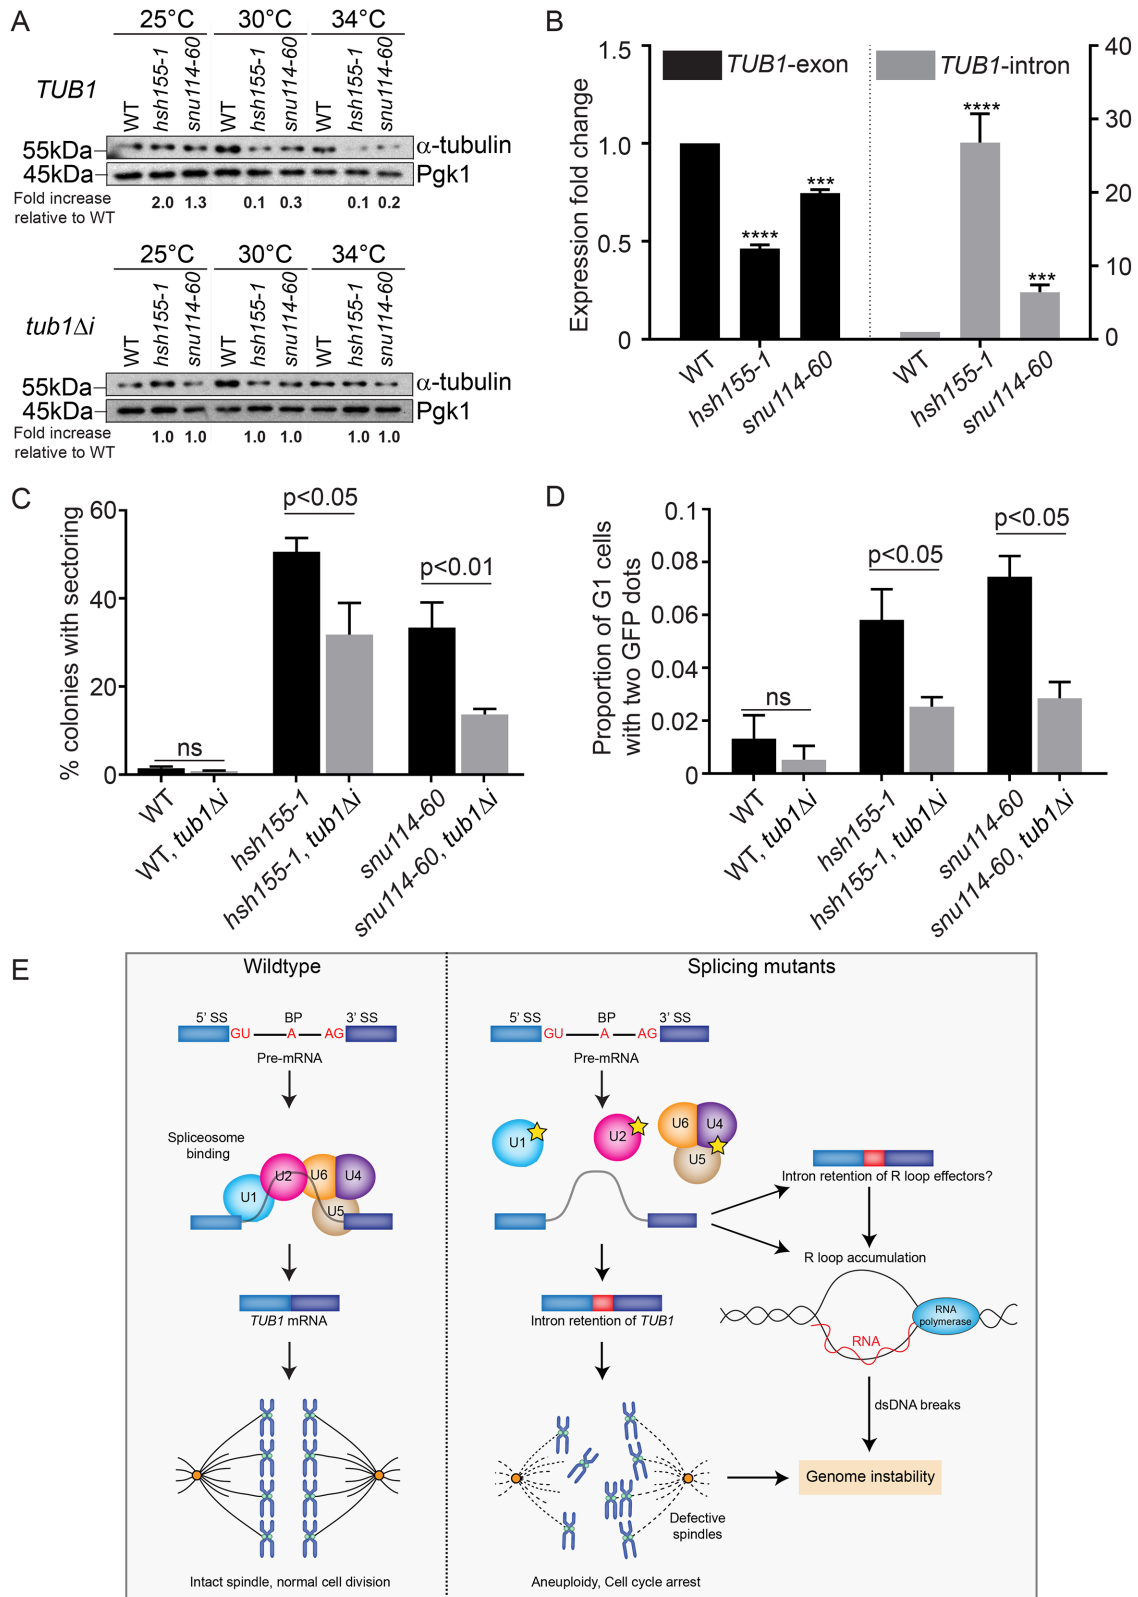 A
25°C 30°C 34°C
TUB1
WT hsh155-1 snu114-60 WT hsh155-1 snu114-60 WT hsh155-1 snu114-60
55kDa α-tubulin
45kDa Pgk1
Fold increase
relative to WT
2.0 1.3 0.1 0.3 0.1 0.2
25°C 30°C 34°C
tub1Δi
WT hsh155-1 snu114-60 WT hsh155-1 snu114-60 WT hsh155-1 snu114-60
55kDa α-tubulin
45kDa Pgk1
Fold increase
relative to WT
1.0 1.0 1.0 1.0 1.0 1.0
B
Expression fold change
1.5
1.0
0.5
0
TUB1-exon
TUB1-intron
40
30
20
10
0
**** *** **** ***
WT hsh155-1 snu114-60 WT hsh155-1 snu114-60
C
% colonies with sectoring
60
40
20
0
ns
p<0.05
p<0.01
WT
WT, tub1Δi
hsh155-1
hsh155-1, tub1Δi
snu114-60
snu114-60, tub1Δi
D
Proportion of G1 cells
with two GFP dots
0.1
0.08
0.06
0.04
0.02
0
ns
p<0.05
p<0.05
WT
WT, tub1Δi
hsh155-1
hsh155-1, tub1Δi
snu114-60
snu114-60, tub1Δi
E
Wildtype
5' SS BP 3' SS
GU A AG
Pre-mRNA
Spliceosome
binding
U1 U2 U6 U4 U5
TUB1 mRNA
Intact spindle, normal cell division
Splicing mutants
5' SS BP 3' SS
GU A AG
Pre-mRNA
U1 U2 U6 U4 U5
Intron retention of TUB1
Defective
spindles
Aneuploidy, Cell cycle arrest
Intron retention of R loop effectors?
R loop accumulation
RNA
polymerase
RNA
dsDNA breaks
Genome instability